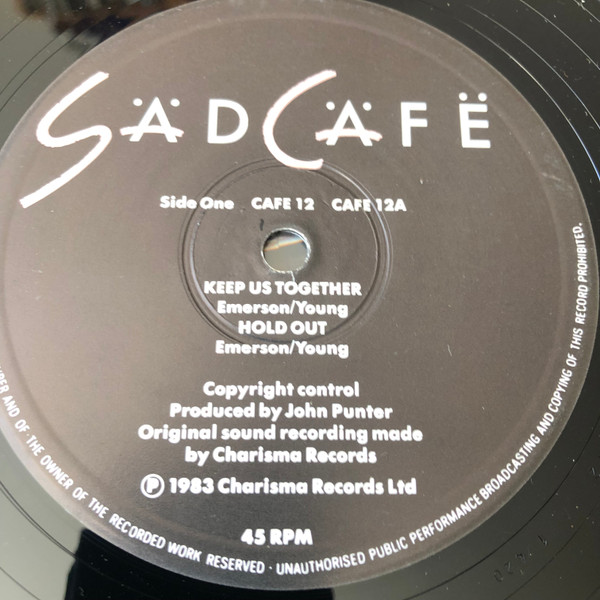 SÄDCÄFË
Side One CAFE 12 CAFE 12A
KEEP US TOGETHER
Emerson/Young
HOLD OUT
Emerson/Young
Copyright control
Produced by John Punter
Original sound recording made
by Charisma Records
Ⓟ 1983 Charisma Records Ltd
45 RPM
AND OF THE OWNER OF THE RECORDED WORK RESERVED · UNAUTHORISED PUBLIC PERFORMANCE BROADCASTING AND COPYING OF THIS RECORD PROHIBITED.